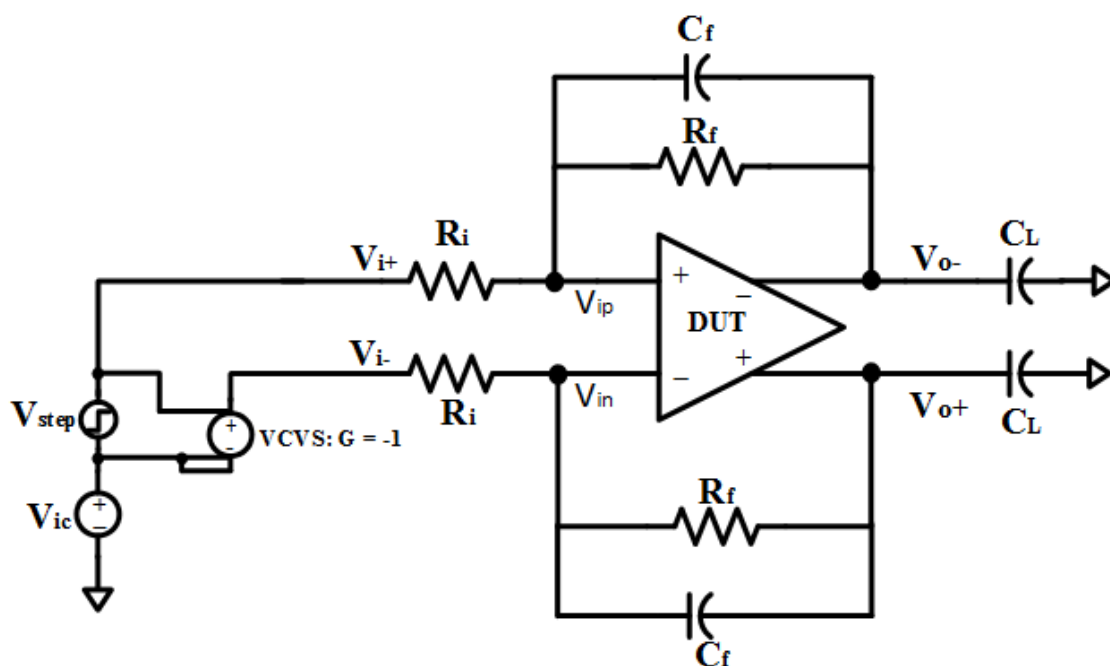 Cf
Rf
Ri
Vi+
Vip
+
−
DUT
+
−
Vo-
CL
Vi-
Ri
Vin
Vo+
CL
Vstep
+
-
VCVS: G = -1
Vic
+
−
Rf
Cf